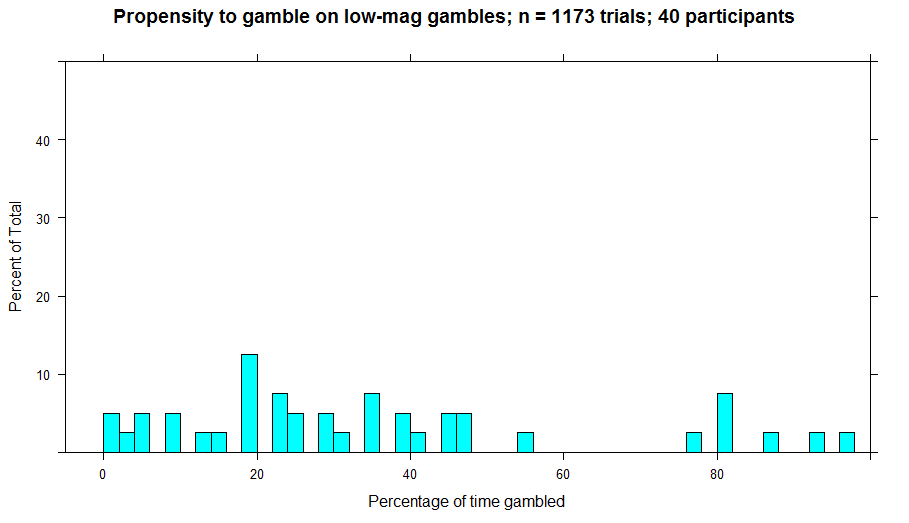 Propensity to gamble on low-mag gambles; n = 1173 trials; 40 participants
Percent of Total
40
30
20
10
0 20 40 60 80
Percentage of time gambled